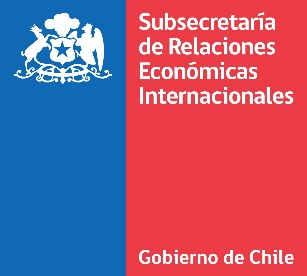 Subsecretaría
de Relaciones
Económicas
Internacionales
Gobierno de Chile